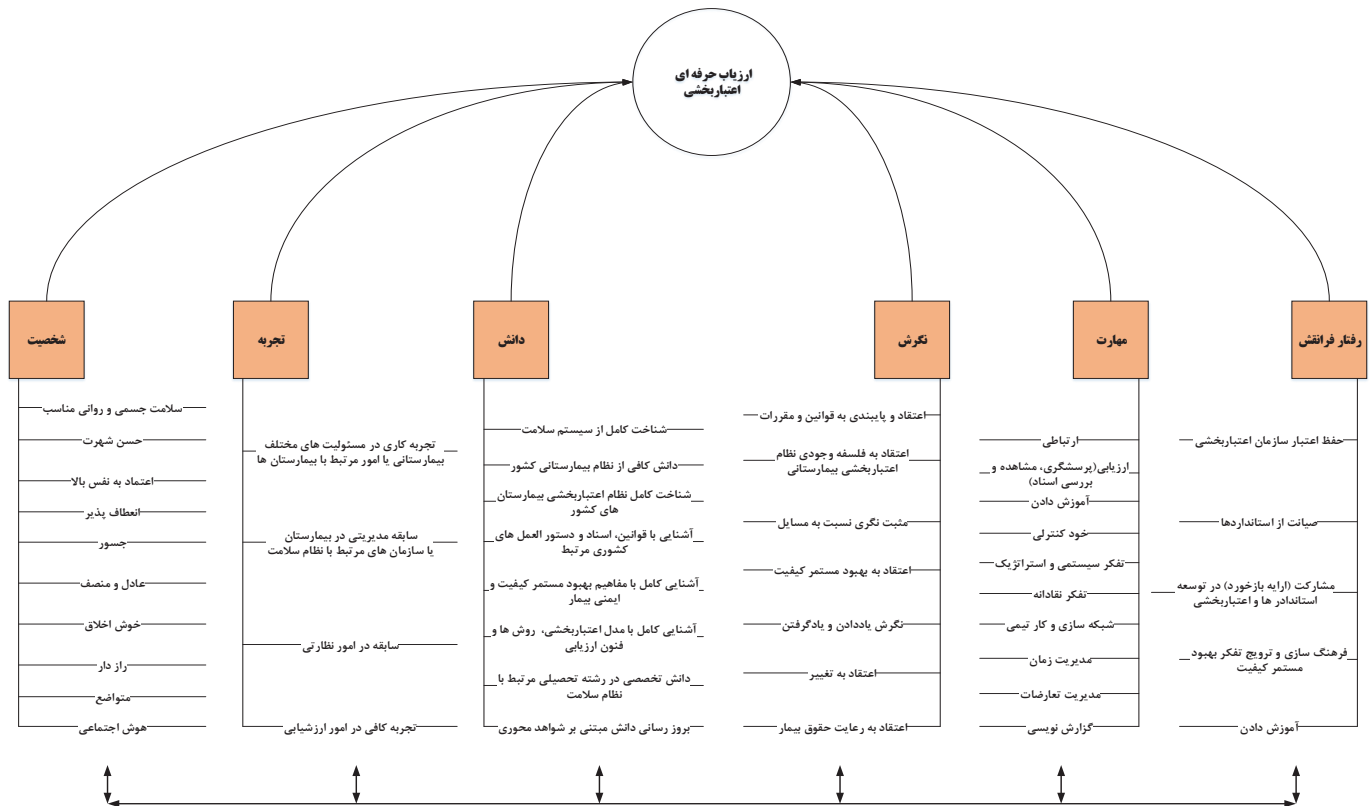 ارزیاب حرفه ای
اعتباربخشی
رفتار فرانقش
حفظ اعتبار سازمان اعتباربخشی
صیانت از استانداردها
مشارکت (ارایه بازخورد) در توسعه
استاندادر ها و اعتباربخشی
فرهنگ سازی و ترویج تفکر بهبود
مستمر کیفیت
آموزش دادن
مهارت
ارتباطی
ارزیابی(پرسشگری، مشاهده و
بررسی اسناد)
آموزش دادن
خود کنترلی
تفکر سیستمی و استراتژیک
تفکر نقادانه
شبکه سازی و کار تیمی
مدیریت زمان
مدیریت تعارضات
گزارش نویسی
نگرش
اعتقاد و پایبندی به قوانین و مقررات
اعتقاد به فلسفه وجودی نظام
اعتباربخشی بیمارستانی
مثبت نگری نسبت به مسایل
اعتقاد به بهبود مستمر کیفیت
نگرش یاددادن و یادگرفتن
اعتقاد به تغییر
اعتقاد به رعایت حقوق بیمار
دانش
شناخت کامل از سیستم سلامت
دانش کافی از نظام بیمارستانی کشور
شناخت کامل نظام اعتباربخشی بیمارستان
های کشور
آشنایی با قوانین، اسناد و دستور العمل های
کشوری مرتبط
آشنایی کامل با مفاهیم بهبود مستمر کیفیت و
ایمنی بیمار
آشنایی کامل با مدل اعتباربخشی، روش ها و
فنون ارزیابی
دانش تخصصی در رشته تحصیلی مرتبط با
نظام سلامت
بروز رسانی دانش مبتنی بر شواهد محوری
تجربه
تجربه کاری در مسئولیت های مختلف
بیمارستانی یا امور مرتبط با بیمارستان ها
سابقه مدیریتی در بیمارستان
یا سازمان های مرتبط با نظام سلامت
سابقه در امور نظارتی
تجربه کافی در امور ارزشیابی
شخصیت
سلامت جسمی و روانی مناسب
حسن شهرت
اعتماد به نفس بالا
انعطاف پذیر
جسور
عادل و منصف
خوش اخلاق
راز دار
متواضع
هوش اجتماعی